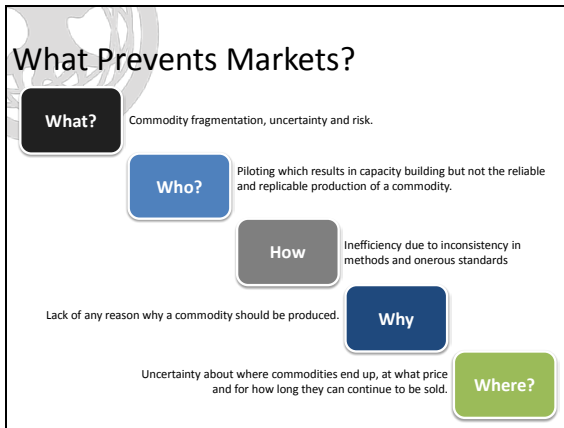 What Prevents Markets?
What?
Commodity fragmentation, uncertainty and risk.
Who?
Piloting which results in capacity building but not the reliable
and replicable production of a commodity.
How
Inefficiency due to inconsistency in
methods and onerous standards
Lack of any reason why a commodity should be produced.
Why
Uncertainty about where commodities end up, at what price
and for how long they can continue to be sold.
Where?